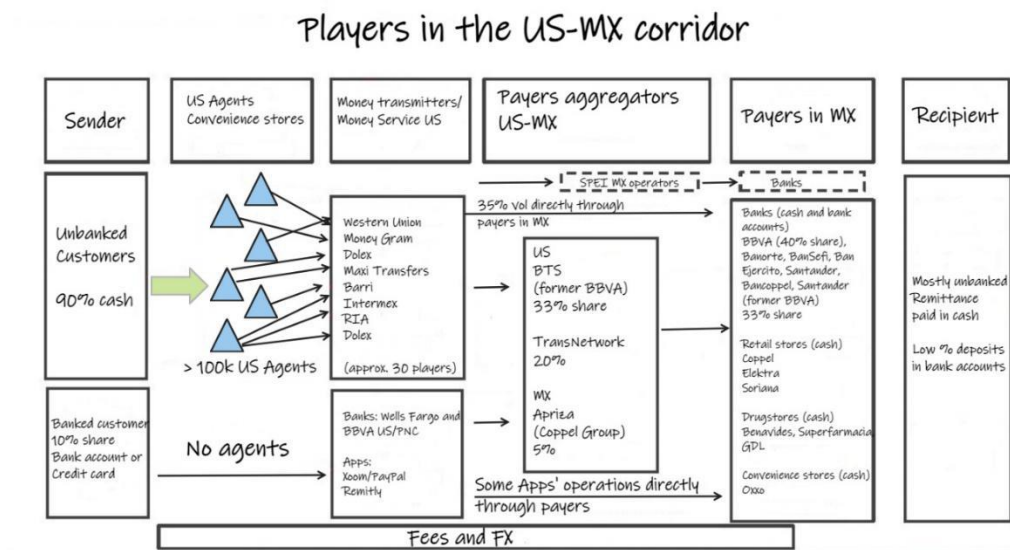 Players in the US-MX corridor
Sender
US Agents
Convenience stores
Money transmitters/
Money Service US
Payers aggregators
US-MX
Payers in MX
Recipient
Unbanked
Customers
90% cash
> 100k US Agents
Western Union
Money Gram
Dolex
Maxi Transfers
Barri
Intermex
RIA
Dolex
(approx. 30 players)
SPEI MX operators
Banks
35% vol directly through
payers in MX
US
BTS
(former BBVA)
33% share
TransNetwork
20%
MX
Apriza
(Coppel Group)
5%
Banks (cash and bank
accounts)
BBVA (40% share),
Banorte, BanSefi, Ban
Ejercito, Santander,
Bancoppel, Santander
(former BBVA)
33% share
Retail stores (cash)
Coppel
Elektra
Soriana
Drugstores (cash)
Benavides, Superfarmacia
GDL
Convenience stores (cash)
Oxxo
Mostly unbanked
Remittance
paid in cash
Low % deposits
in bank accounts
Banked customer
10% share
Bank account or
Credit card
No agents
Banks: Wells Fargo and
BBVA US/PNC
Apps:
Xoom/PayPal
Remitly
Some Apps' operations directly
through payers
Fees and FX